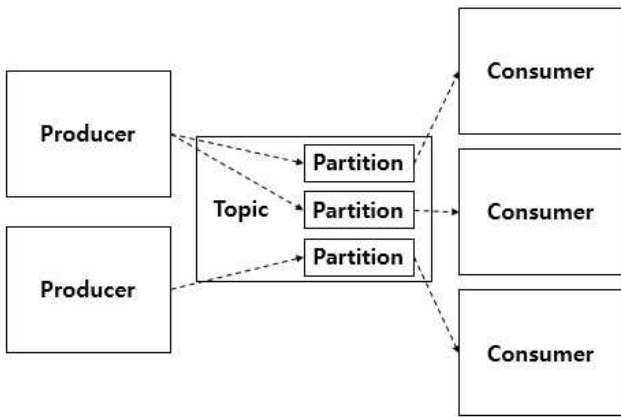 Producer
Producer
Topic
Partition
Partition
Partition
Consumer
Consumer
Consumer